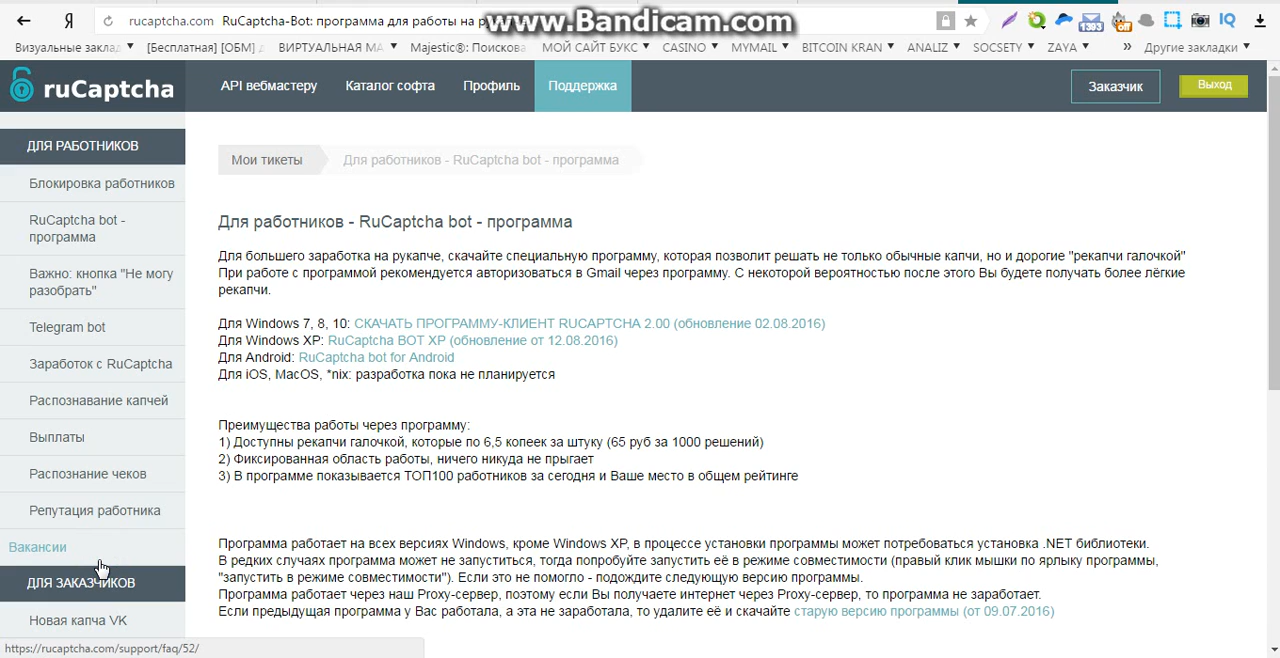 Я rucaptcha.com RuCaptcha-Bot: программа для работы на
www.Bandicam.com
1393 off IQ
Визуальные заклад [Бесплатная] [ОБМ] ВИРТУАЛЬНАЯ МА Majestic®: Поискова МОЙ САЙТ БУКС CASINO MYMAIL BITCOIN KRAN ANALIZ SOCSETY ZAYA » Другие закладки
ruCaptcha API вебмастеру Каталог софта Профиль Поддержка Заказчик Выход
ДЛЯ РАБОТНИКОВ
Блокировка работников
RuCaptcha bot -
программа
Важно: кнопка "Не могу
разобрать"
Telegram bot
Заработок с RuCaptcha
Распознавание капчей
Выплаты
Распознание чеков
Репутация работника
Вакансии
ДЛЯ ЗАКАЗЧИКОВ
Новая капча VK
Мои тикеты Для работников - RuCaptcha bot - программа
Для работников - RuCaptcha bot - программа
Для большего заработка на рукапче, скачайте специальную программу, которая позволит решать не только обычные капчи, но и дорогие "рекапчи галочкой"
При работе с программой рекомендуется авторизоваться в Gmail через программу. С некоторой вероятностью после этого Вы будете получать более лёгкие
рекапчи.
Для Windows 7, 8, 10: СКАЧАТЬ ПРОГРАММУ-КЛИЕНТ RUCAPTCHA 2.00 (обновление 02.08.2016)
Для Windows XP: RuCaptcha BOT XP (обновление от 12.08.2016)
Для Android: RuCaptcha bot for Android
Для iOS, MacOS, *nix: разработка пока не планируется
Преимущества работы через программу:
1) Доступны рекапчи галочкой, которые по 6,5 копеек за штуку (65 руб за 1000 решений)
2) Фиксированная область работы, ничего никуда не прыгает
3) В программе показывается ТОП100 работников за сегодня и Ваше место в общем рейтинге
Программа работает на всех версиях Windows, кроме Windows XP, в процессе установки программы может потребоваться установка .NET библиотеки.
В редких случаях программа может не запуститься, тогда попробуйте запустить её в режиме совместимости (правый клик мышки по ярлыку программы,
"запустить в режиме совместимости"). Если это не помогло - подождите следующую версию программы.
Программа работает через наш Proxy-сервер, поэтому если Вы получаете интернет через Proxy-сервер, то программа не заработает.
Если предыдущая программа у Вас работала, а эта не заработала, то удалите её и скачайте старую версию программы (от 09.07.2016)
https://rucaptcha.com/support/faq/52/